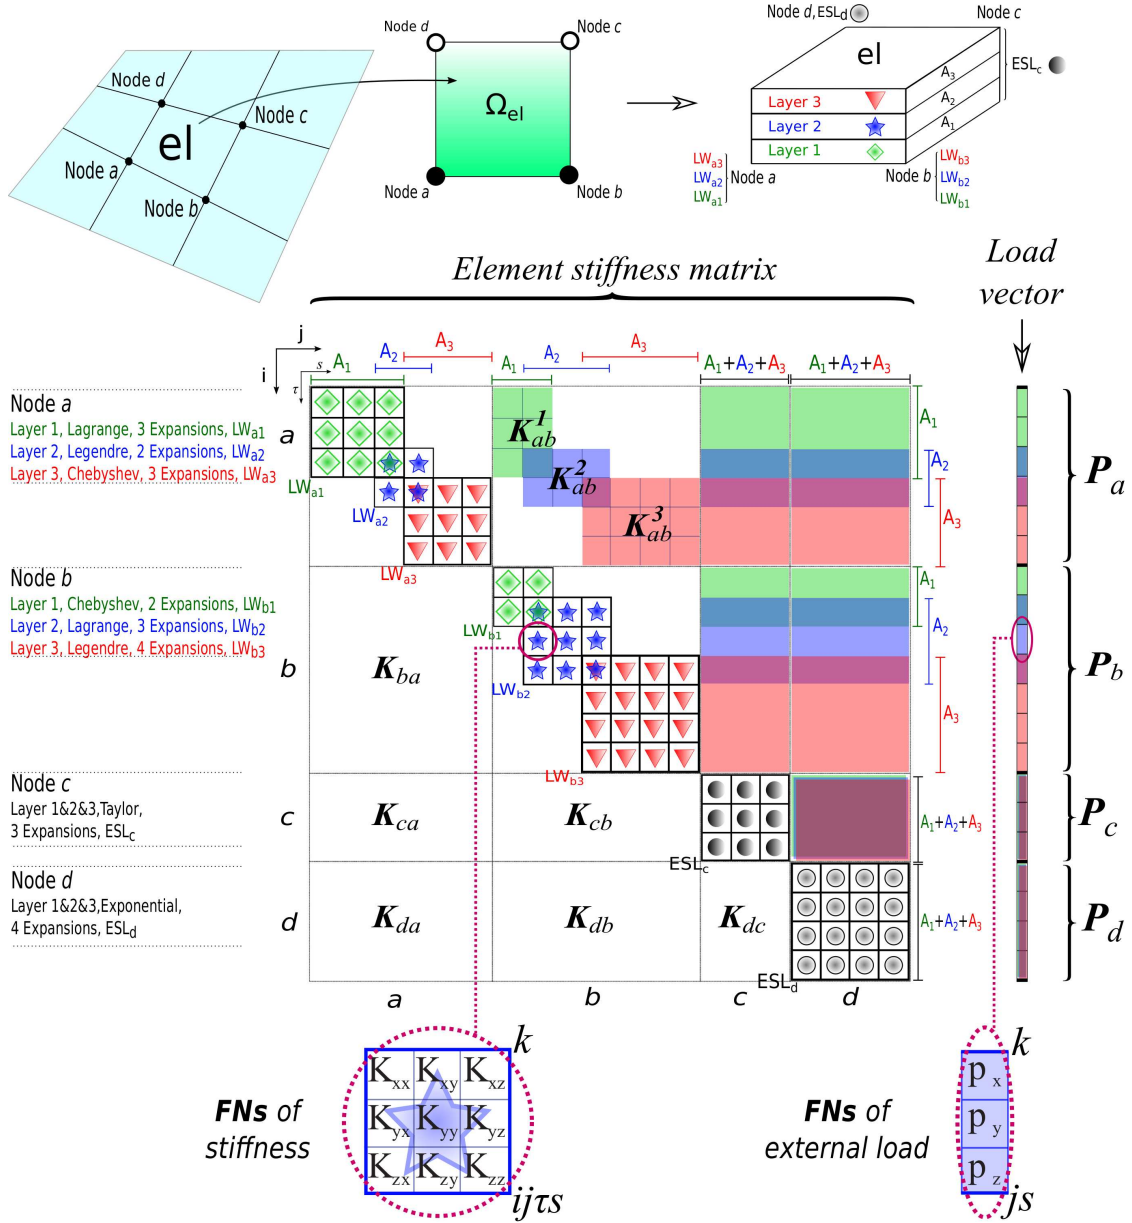 Node d
Node c
el
Node a
Node b
Node d
Node c
Ωel
Node a
Node b
Node d, ESLd
Node c
el
ESLc
A3
A2
A1
Layer 3
Layer 2
Layer 1
LWa3
LWa2
LWa1
Node a
Node b
LWb3
LWb2
LWb1
Element stiffness matrix
Load
vector
j
i
s
τ
A1
A2
A3
A1
A2
A3
A1+A2+A3
A1+A2+A3
Node a
Layer 1, Lagrange, 3 Expansions, LWa1
Layer 2, Legendre, 2 Expansions, LWa2
Layer 3, Chebyshev, 3 Expansions, LWa3
a
LWa1
LWa2
LWa3
K1ab
K2ab
K3ab
A1
A2
A3
Pa
Node b
Layer 1, Chebyshev, 2 Expansions, LWb1
Layer 2, Lagrange, 3 Expansions, LWb2
Layer 3, Legendre, 4 Expansions, LWb3
b
Kba
LWb1
LWb2
LWb3
A1
A2
A3
Pb
Node c
Layer 1&2&3,Taylor,
3 Expansions, ESLc
c
Kca
Kcb
ESLc
A1+A2+A3
Pc
Node d
Layer 1&2&3,Exponential,
4 Expansions, ESLd
d
Kda
Kdb
Kdc
ESLd
A1+A2+A3
Pd
a
b
c
d
FNs of
stiffness
k
Kxx Kxy Kxz
Kyx Kyy Kyz
Kzx Kzy Kzz
ijτs
FNs of
external load
k
px
py
pz
js